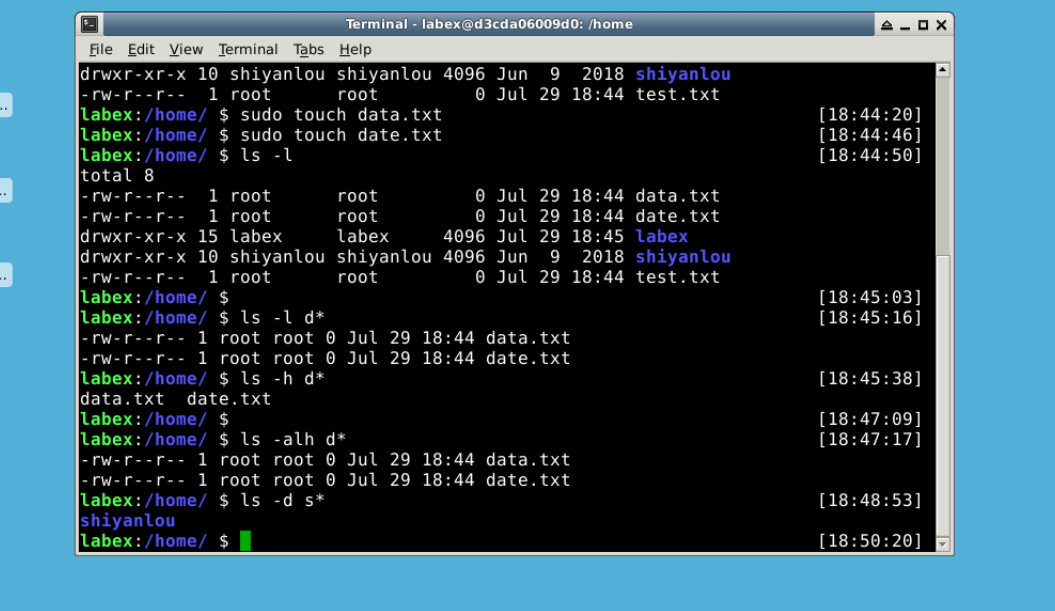 Terminal - labex@d3cda06009d0: /home
File Edit View Terminal Tabs Help
drwxr-xr-x 10 shiyanlou shiyanlou 4096 Jun  9  2018 shiyanlou
-rw-r--r--  1 root      root         0 Jul 29 18:44 test.txt
labex:/home/ $ sudo touch data.txt [18:44:20]
labex:/home/ $ sudo touch date.txt [18:44:46]
labex:/home/ $ ls -l [18:44:50]
total 8
-rw-r--r--  1 root      root         0 Jul 29 18:44 data.txt
-rw-r--r--  1 root      root         0 Jul 29 18:44 date.txt
drwxr-xr-x 15 labex     labex     4096 Jul 29 18:45 labex
drwxr-xr-x 10 shiyanlou shiyanlou 4096 Jun  9  2018 shiyanlou
-rw-r--r--  1 root      root         0 Jul 29 18:44 test.txt
labex:/home/ $ [18:45:03]
labex:/home/ $ ls -l d* [18:45:16]
-rw-r--r-- 1 root root 0 Jul 29 18:44 data.txt
-rw-r--r-- 1 root root 0 Jul 29 18:44 date.txt
labex:/home/ $ ls -h d* [18:45:38]
data.txt  date.txt
labex:/home/ $ [18:47:09]
labex:/home/ $ ls -alh d* [18:47:17]
-rw-r--r-- 1 root root 0 Jul 29 18:44 data.txt
-rw-r--r-- 1 root root 0 Jul 29 18:44 date.txt
labex:/home/ $ ls -d s* [18:48:53]
shiyanlou
labex:/home/ $ [18:50:20]